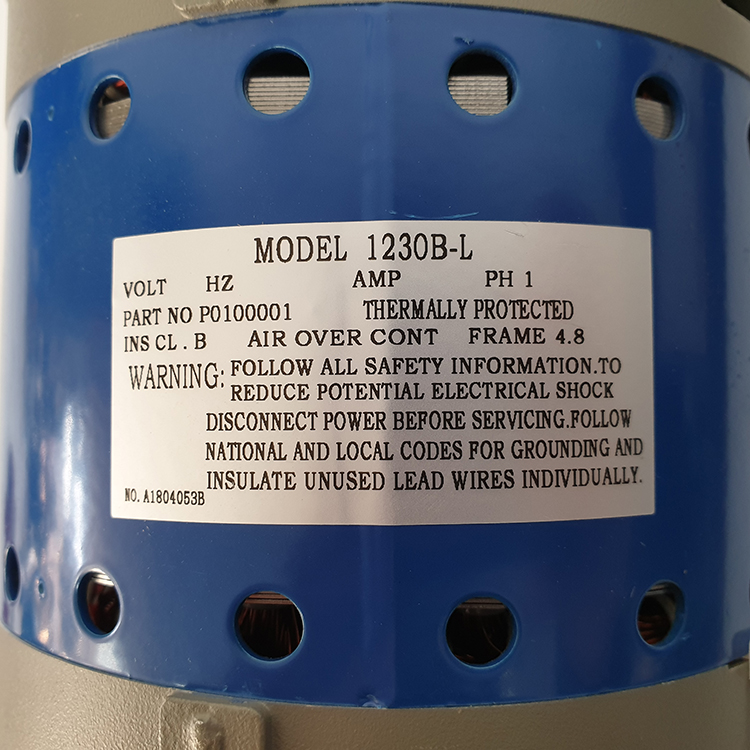 MODEL 1230B-L
VOLT HZ AMP PH 1
PART NO P0100001 THERMALLY PROTECTED
INS CL . B AIR OVER CONT FRAME 4.8
WARNING: FOLLOW ALL SAFETY INFORMATION.TO
REDUCE POTENTIAL ELECTRICAL SHOCK
DISCONNECT POWER BEFORE SERVICING.FOLLOW
NATIONAL AND LOCAL CODES FOR GROUNDING AND
INSULATE UNUSED LEAD WIRES INDIVIDUALLY.
NO. A1804053B